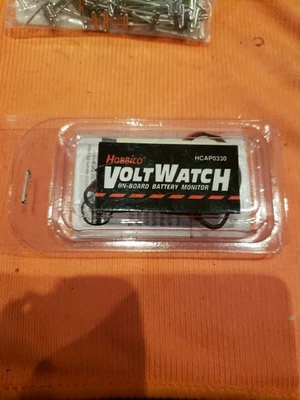 HOBBICO HCAP0330
VOLTWATCH
ON-BOARD BATTERY MONITOR